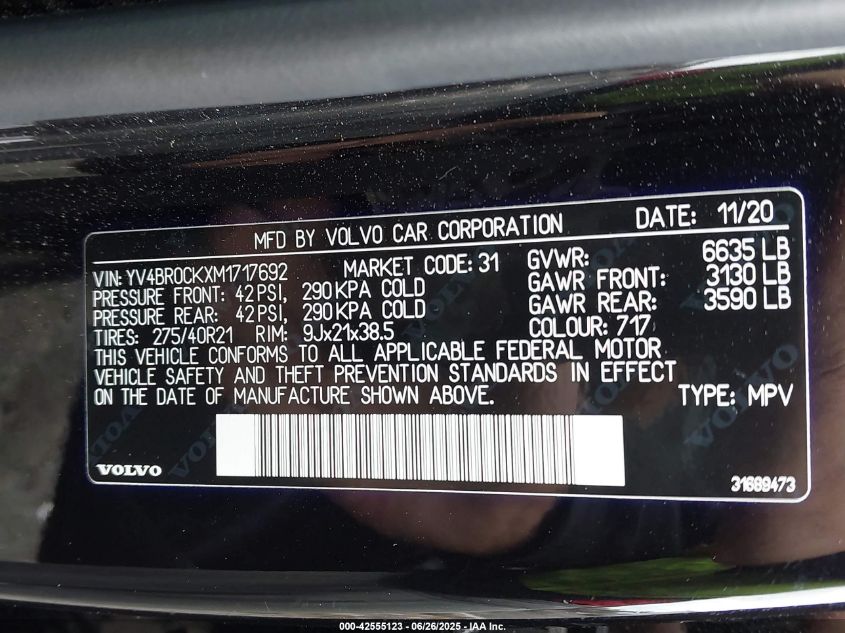 MFD BY VOLVO CAR CORPORATION DATE: 11/20
VIN: YV4BR0CKXM1717692 MARKET CODE: 31 GVWR: 6635 LB
PRESSURE FRONT: 42 PSI, 290 KPA COLD GAWR FRONT: 3130 LB
PRESSURE REAR: 42 PSI, 290 KPA COLD GAWR REAR: 3590 LB
TIRES: 275/40R21 RIM: 9Jx21x38.5 COLOUR: 717
THIS VEHICLE CONFORMS TO ALL APPLICABLE FEDERAL MOTOR
VEHICLE SAFETY AND THEFT PREVENTION STANDARDS IN EFFECT
ON THE DATE OF MANUFACTURE SHOWN ABOVE. TYPE: MPV
VOLVO 31689473
000-42555123 - 06/26/2025 - IAA Inc.